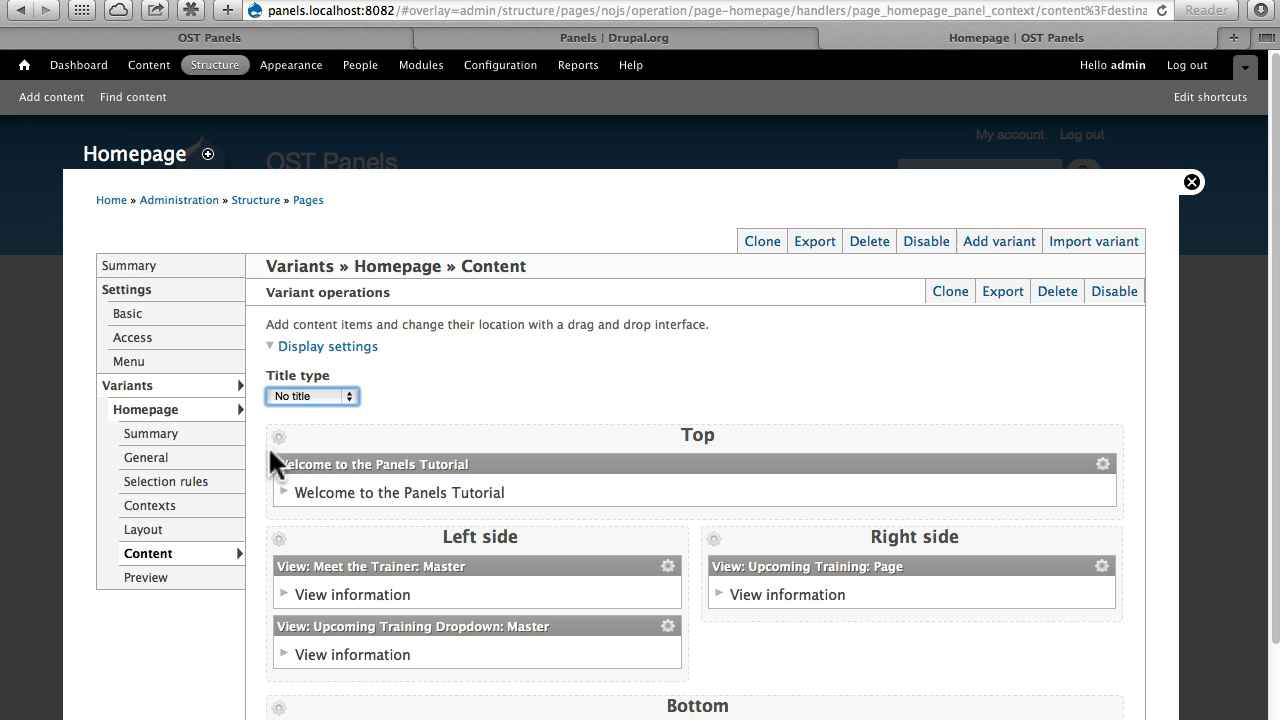 panels.localhost:8082/#overlay=admin/structure/pages/nojs/operation/page-homepage/handlers/page_homepage_panel_context/content%3Fdestina
Reader
OST Panels
Panels | Drupal.org
Homepage | OST Panels
Dashboard Content Structure Appearance People Modules Configuration Reports Help
Hello admin Log out
Add content Find content
Edit shortcuts
My account Log out
Homepage
OST Panels
Home » Administration » Structure » Pages
Clone Export Delete Disable Add variant Import variant
Summary
Settings
Basic
Access
Menu
Variants
Homepage
Summary
General
Selection rules
Contexts
Layout
Content
Preview
Variants » Homepage » Content
Variant operations
Clone Export Delete Disable
Add content items and change their location with a drag and drop interface.
Display settings
Title type
No title
Top
Welcome to the Panels Tutorial
Welcome to the Panels Tutorial
Left side
View: Meet the Trainer: Master
View information
View: Upcoming Training Dropdown: Master
View information
Right side
View: Upcoming Training: Page
View information
Bottom